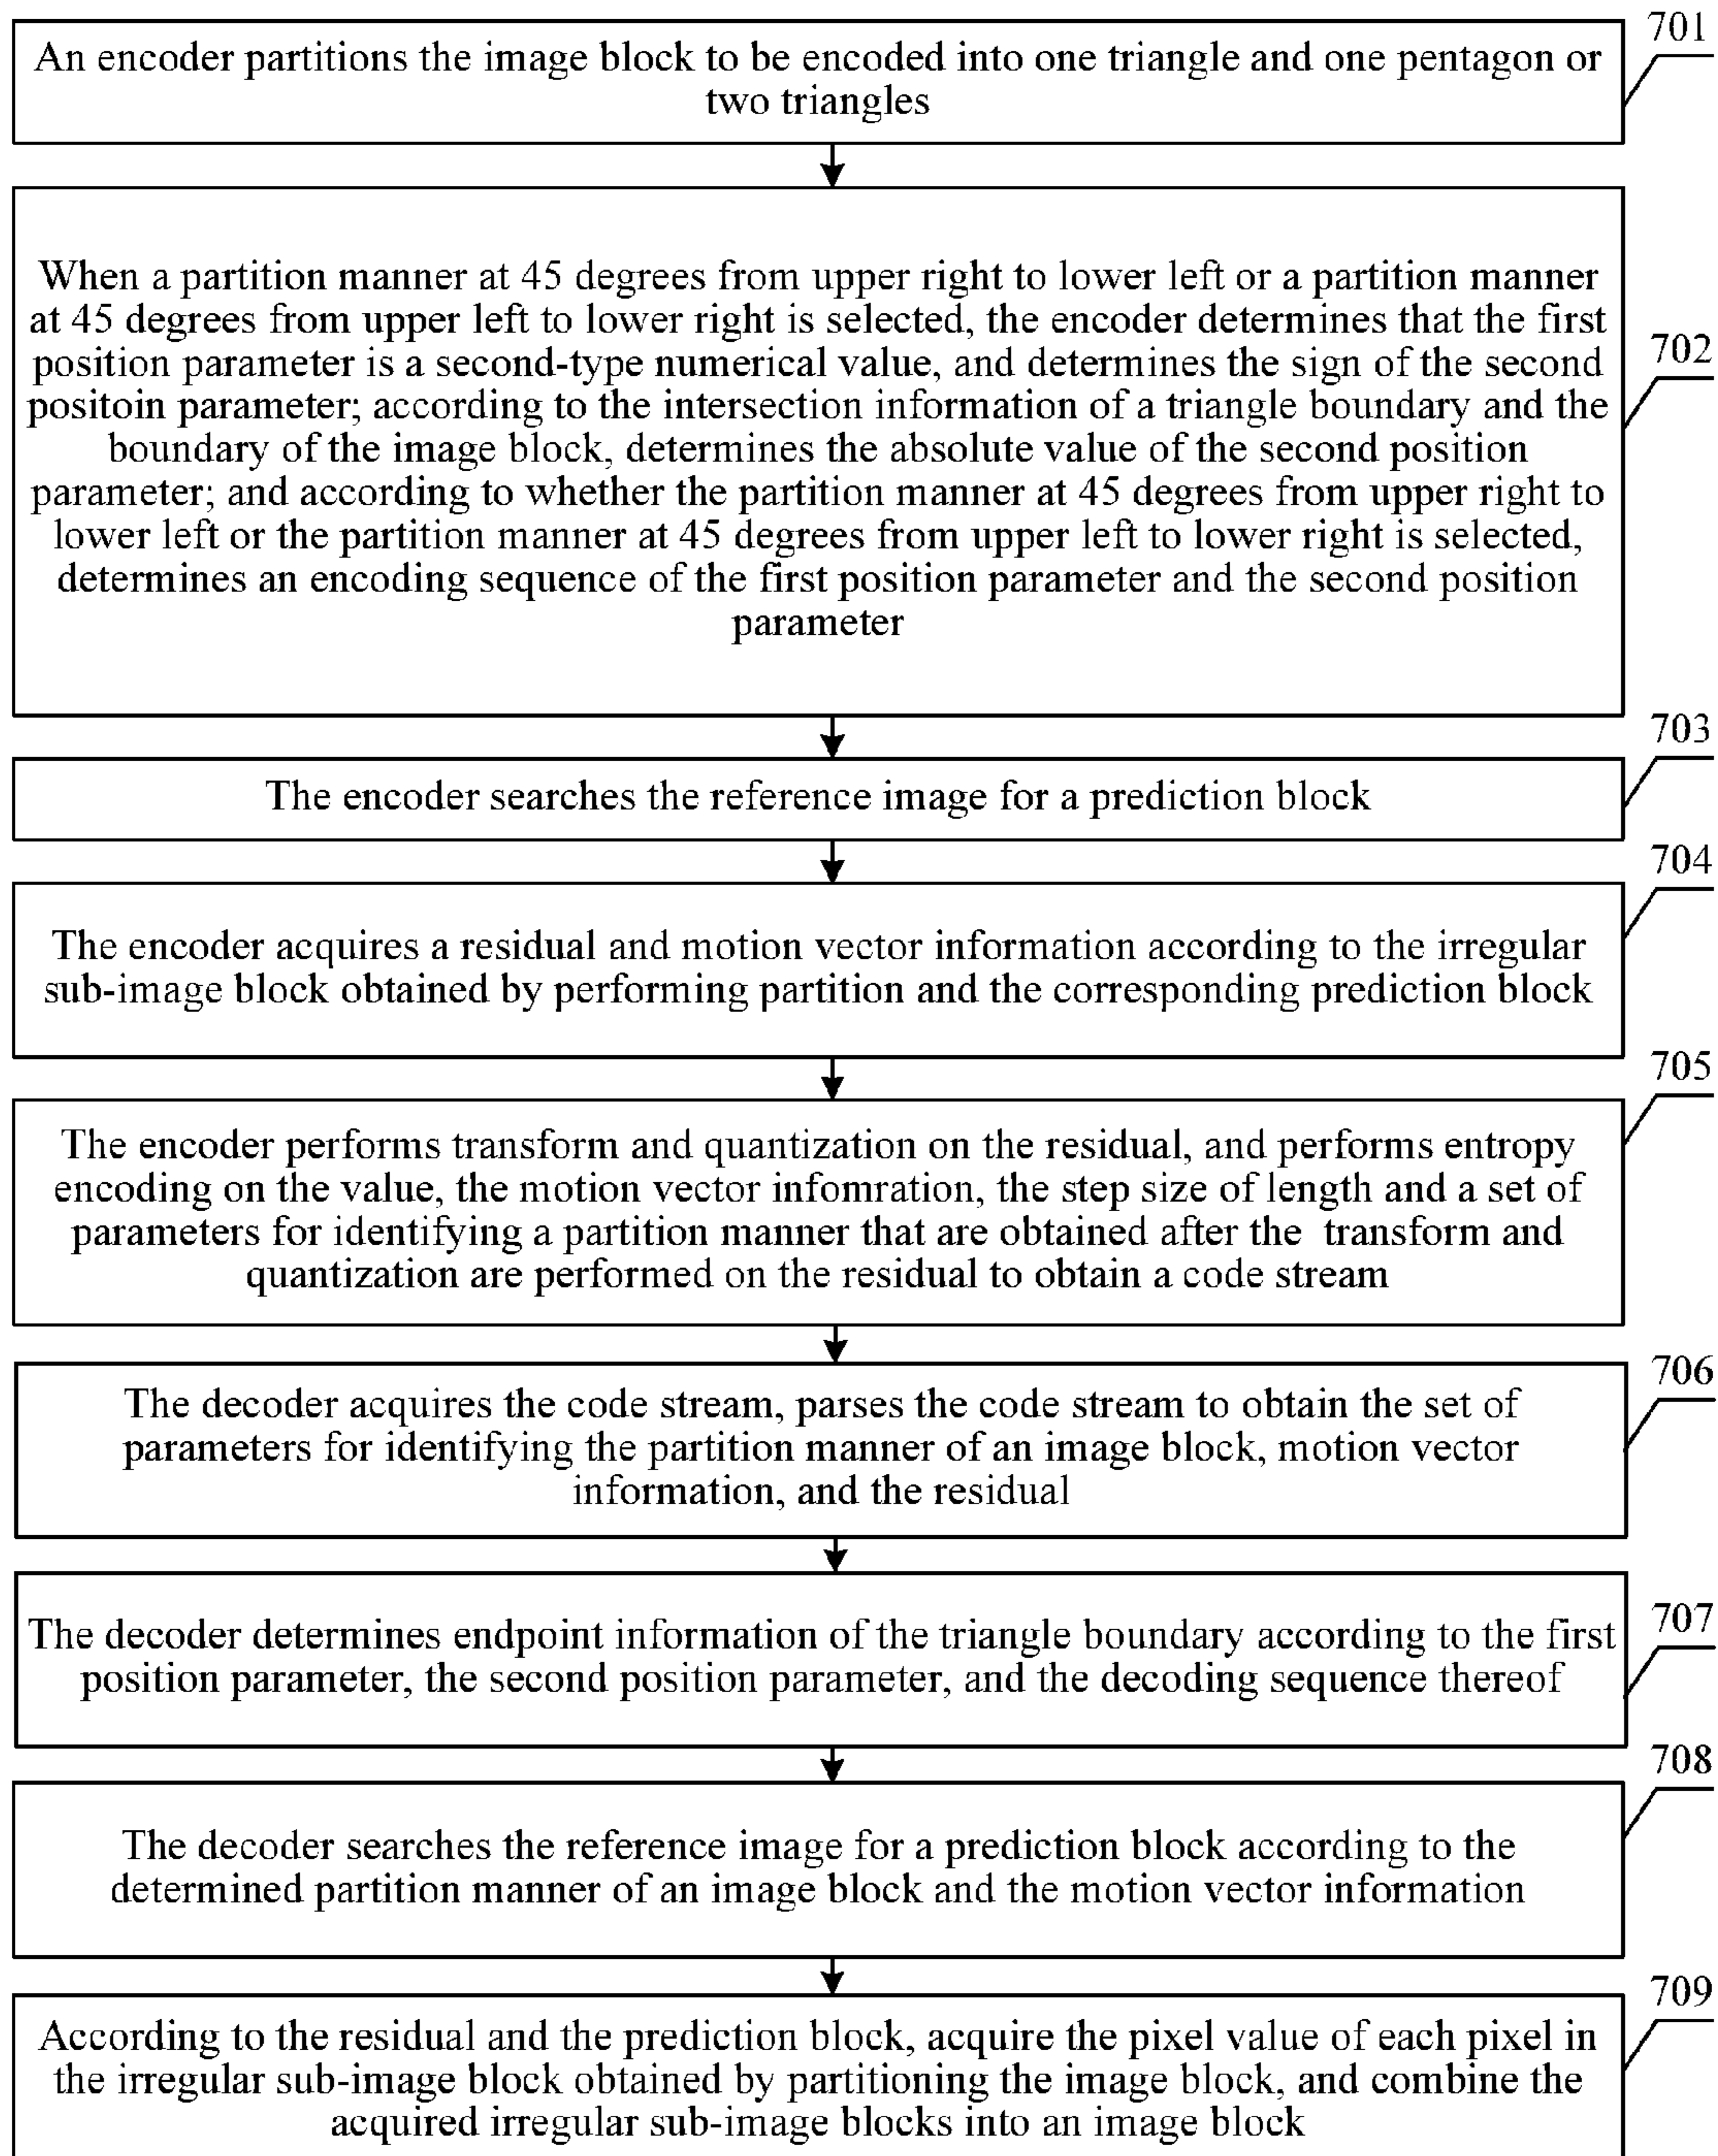 701
An encoder partitions the image block to be encoded into one triangle and one pentagon or
two triangles
702
When a partition manner at 45 degrees from upper right to lower left or a partition manner
at 45 degrees from upper left to lower right is selected, the encoder determines that the first
position parameter is a second-type numerical value, and determines the sign of the second
positoin parameter; according to the intersection information of a triangle boundary and the
boundary of the image block, determines the absolute value of the second position
parameter; and according to whether the partition manner at 45 degrees from upper right to
lower left or the partition manner at 45 degrees from upper left to lower right is selected,
determines an encoding sequence of the first position parameter and the second position
parameter
703
The encoder searches the reference image for a prediction block
704
The encoder acquires a residual and motion vector information according to the irregular
sub-image block obtained by performing partition and the corresponding prediction block
705
The encoder performs transform and quantization on the residual, and performs entropy
encoding on the value, the motion vector infomration, the step size of length and a set of
parameters for identifying a partition manner that are obtained after the transform and
quantization are performed on the residual to obtain a code stream
706
The decoder acquires the code stream, parses the code stream to obtain the set of
parameters for identifying the partition manner of an image block, motion vector
information, and the residual
707
The decoder determines endpoint information of the triangle boundary according to the first
position parameter, the second position parameter, and the decoding sequence thereof
708
The decoder searches the reference image for a prediction block according to the
determined partition manner of an image block and the motion vector information
709
According to the residual and the prediction block, acquire the pixel value of each pixel in
the irregular sub-image block obtained by partitioning the image block, and combine the
acquired irregular sub-image blocks into an image block